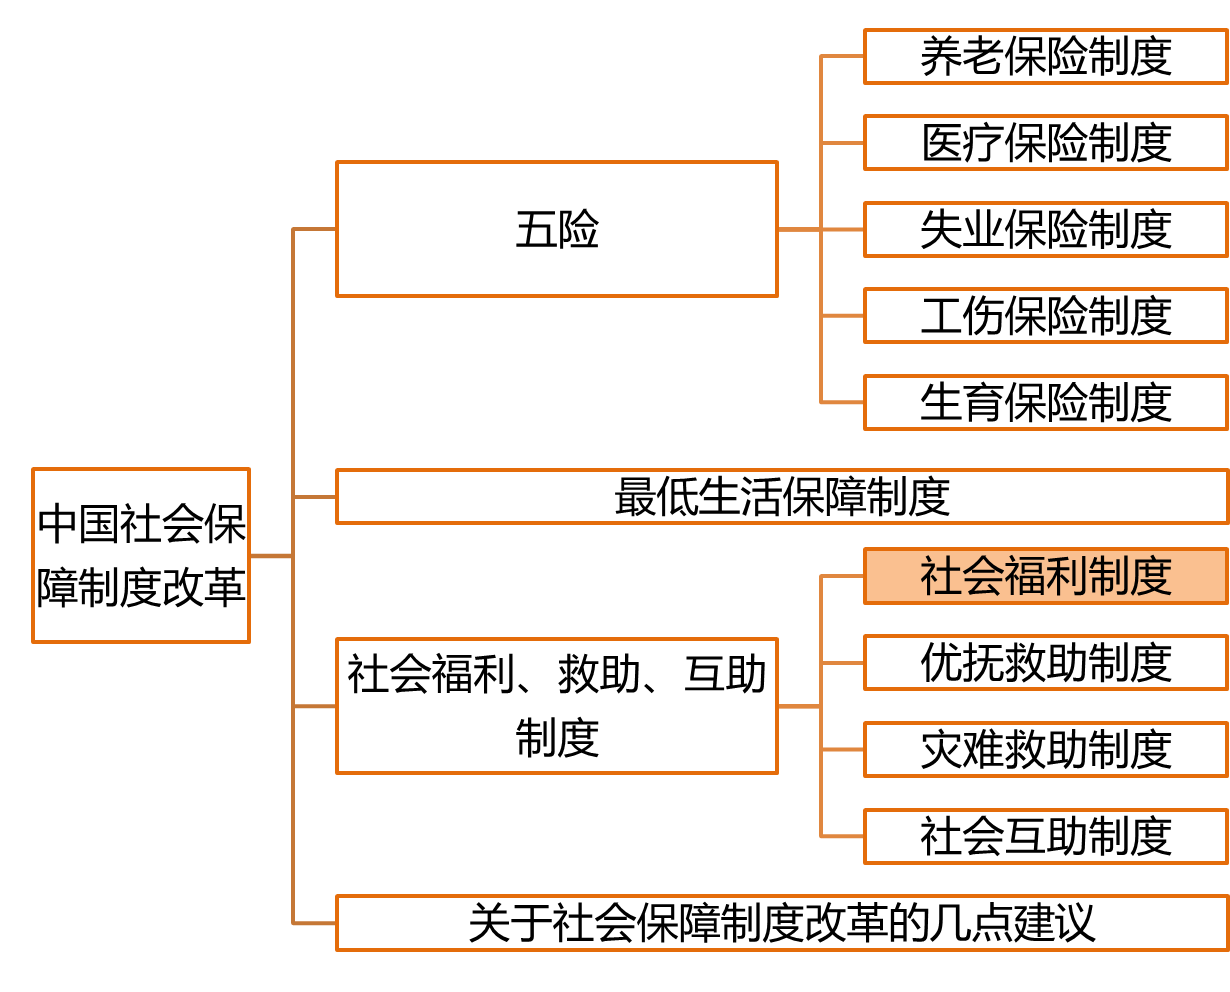 中国社会保
障制度改革
五险
养老保险制度
医疗保险制度
失业保险制度
工伤保险制度
生育保险制度
最低生活保障制度
社会福利、救助、互助
制度
社会福利制度
优抚救助制度
灾难救助制度
社会互助制度
关于社会保障制度改革的几点建议